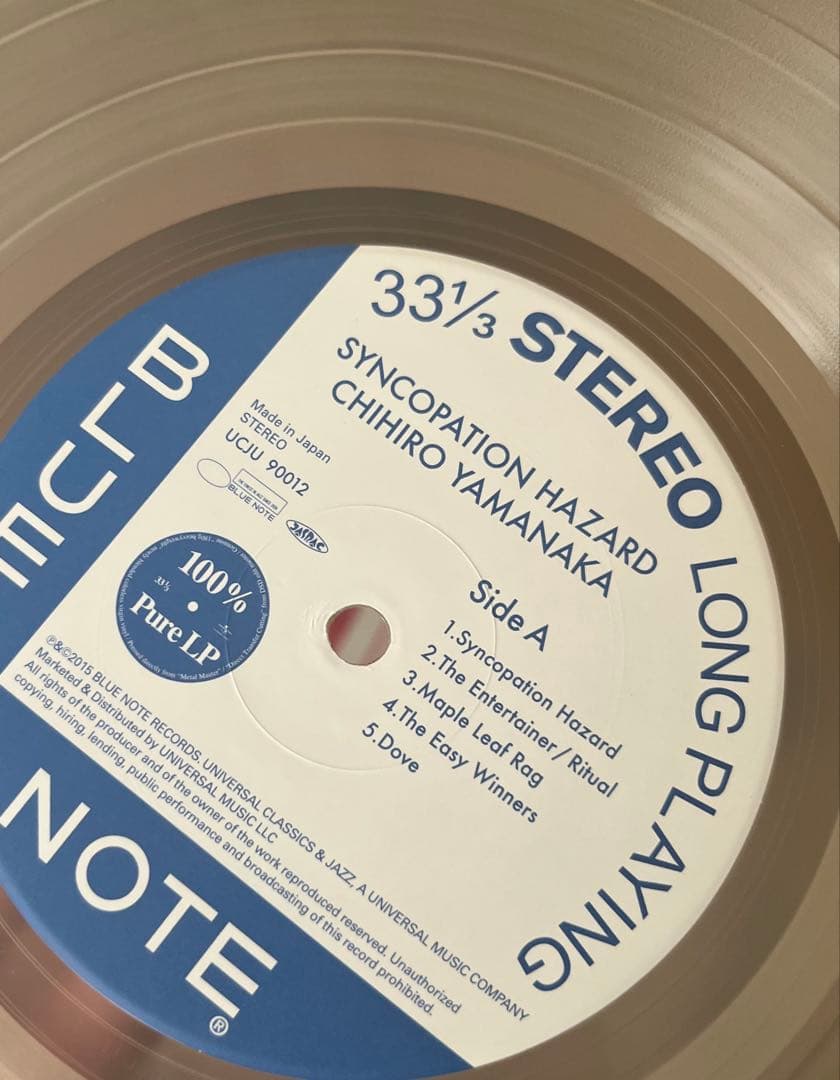 33⅓ STEREO LONG PLAYING
SYNCOPATION HAZARD
CHIHIRO YAMANAKA
Made in Japan
STEREO
UCJU 90012
BLUE NOTE
JASRAC
Side A
1.Syncopation Hazard
2.The Entertainer / Ritual
3.Maple Leaf Rag
4.The Easy Winners
5.Dove
100%
33⅓
Pure LP
℗&©2015 BLUE NOTE RECORDS, UNIVERSAL CLASSICS & JAZZ, A UNIVERSAL MUSIC COMPANY
Marketed & Distributed by UNIVERSAL MUSIC LLC
All rights of the producer and of the owner of the work reproduced reserved. Unauthorized
copying, hiring, lending, public performance and broadcasting of this record prohibited.
BLUE
NOTE®